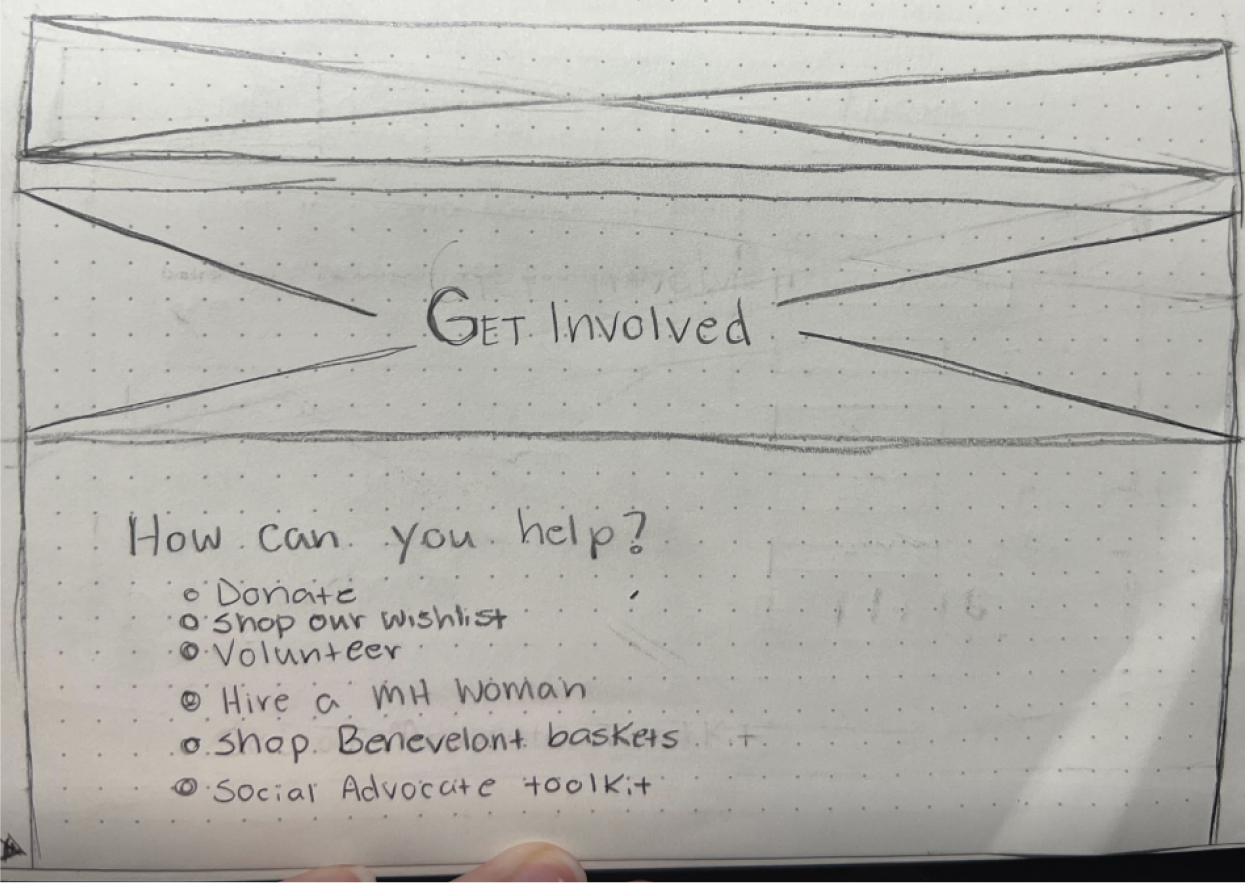 GET Involved
How can you help?
Donate
Shop our wishlist
Volunteer
Hire a MH Woman
Shop Benevelont baskets
Social Advocate toolkit